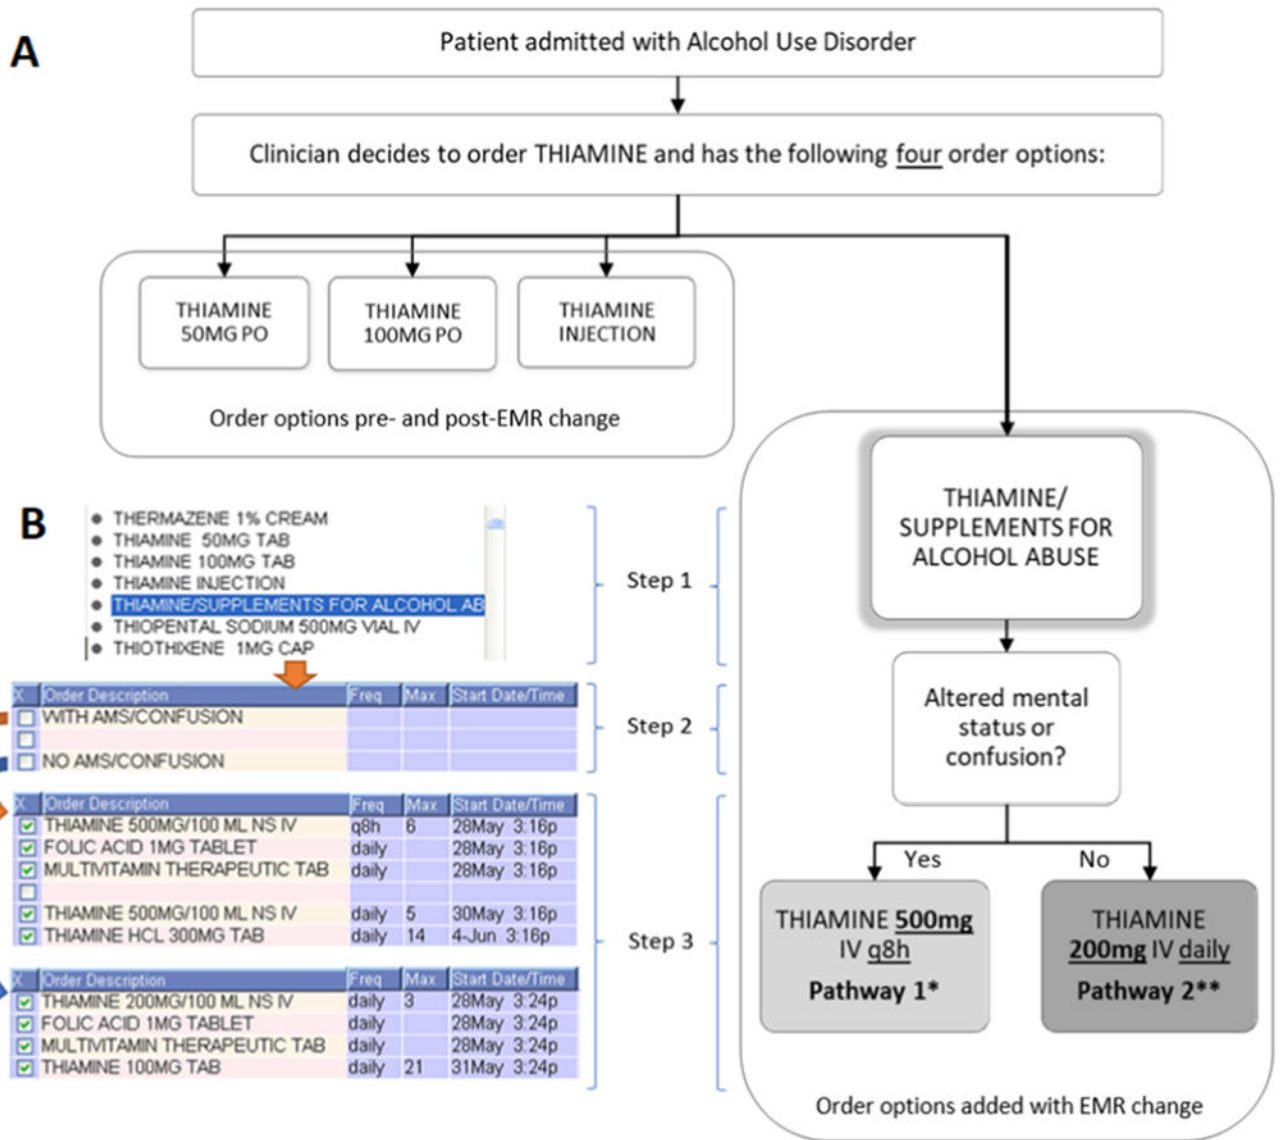 A
Patient admitted with Alcohol Use Disorder
Clinician decides to order THIAMINE and has the following four order options:
THIAMINE
50MG PO
THIAMINE
100MG PO
THIAMINE
INJECTION
Order options pre- and post-EMR change
THIAMINE/
SUPPLEMENTS FOR
ALCOHOL ABUSE
Altered mental
status or
confusion?
Yes
No
THIAMINE 500mg
IV q8h
Pathway 1*
THIAMINE
200mg IV daily
Pathway 2**
Order options added with EMR change
B
THERMAZENE 1% CREAM
THIAMINE 50MG TAB
THIAMINE 100MG TAB
THIAMINE INJECTION
THIAMINE/SUPPLEMENTS FOR ALCOHOL AB
THIOPENTAL SODIUM 500MG VIAL IV
THIOTHIXENE 1MG CAP
Step 1
X Order Description Freq Max Start Date/Time
WITH AMS/CONFUSION
NO AMS/CONFUSION
Step 2
X Order Description Freq Max Start Date/Time
THIAMINE 500MG/100 ML NS IV q8h 6 28May 3:16p
FOLIC ACID 1MG TABLET daily 28May 3:16p
MULTIVITAMIN THERAPEUTIC TAB daily 28May 3:16p
THIAMINE 500MG/100 ML NS IV daily 5 30May 3:16p
THIAMINE HCL 300MG TAB daily 14 4-Jun 3:16p
Step 3
X Order Description Freq Max Start Date/Time
THIAMINE 200MG/100 ML NS IV daily 3 28May 3:24p
FOLIC ACID 1MG TABLET daily 28May 3:24p
MULTIVITAMIN THERAPEUTIC TAB daily 28May 3:24p
THIAMINE 100MG TAB daily 21 31May 3:24p